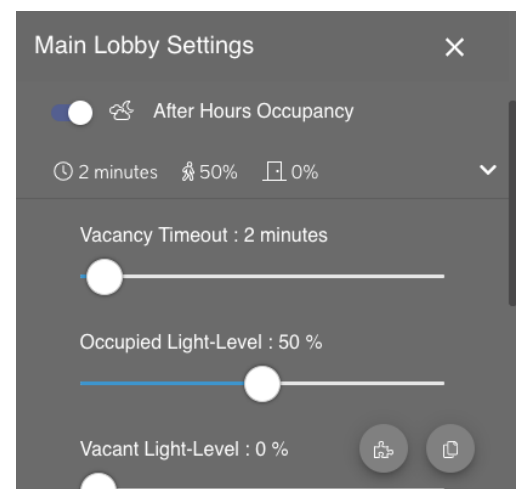 Main Lobby Settings
After Hours Occupancy
2 minutes 50% 0%
Vacancy Timeout : 2 minutes
Occupied Light-Level : 50 %
Vacant Light-Level : 0 %